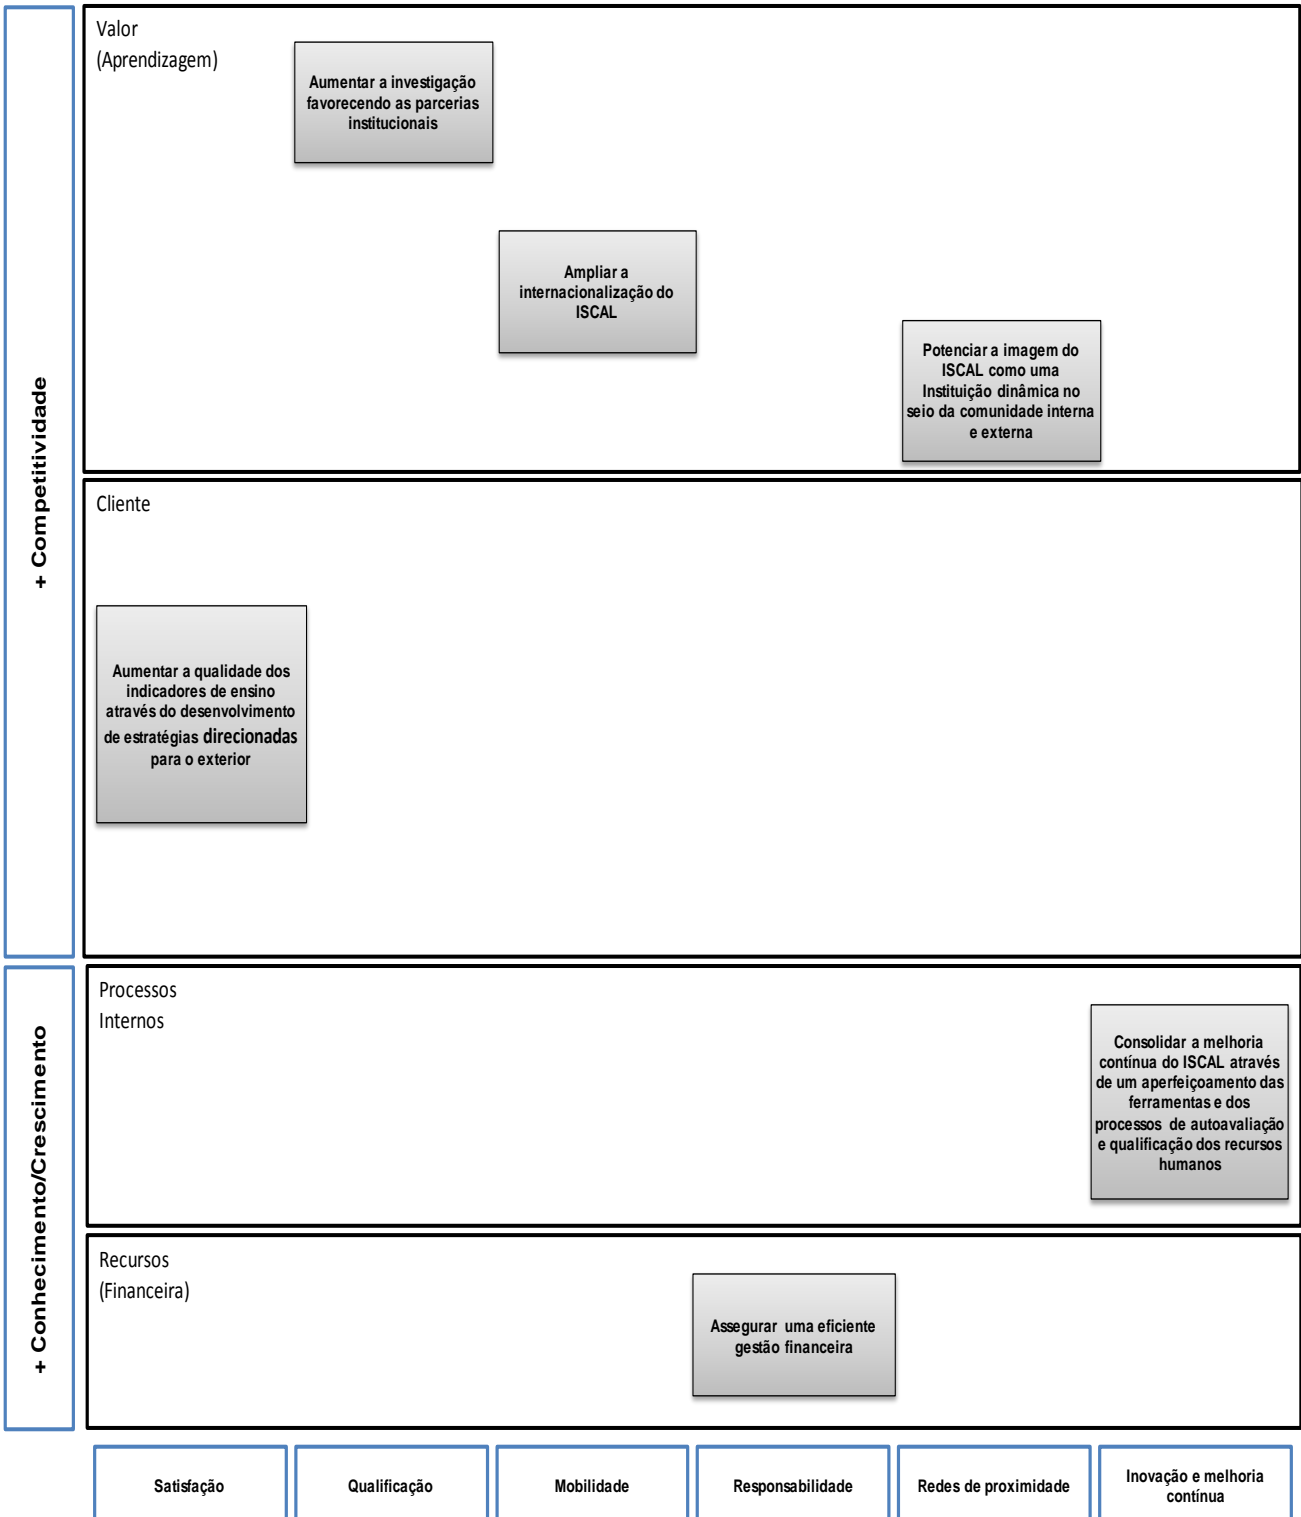 + Competitividade
Valor
(Aprendizagem)
Aumentar a investigação
favorecendo as parcerias
institucionais
Ampliar a
internacionalização do
ISCAL
Potenciar a imagem do
ISCAL como uma
Instituição dinâmica no
seio da comunidade interna
e externa
Cliente
Aumentar a qualidade dos
indicadores de ensino
através do desenvolvimento
de estratégias direcionadas
para o exterior
+ Conhecimento/Crescimento
Processos
Internos
Consolidar a melhoria
contínua do ISCAL através
de um aperfeiçoamento das
ferramentas e dos
processos de autoavaliação
e qualificação dos recursos
humanos
Recursos
(Financeira)
Assegurar uma eficiente
gestão financeira
Satisfação
Qualificação
Mobilidade
Responsabilidade
Redes de proximidade
Inovação e melhoria
contínua